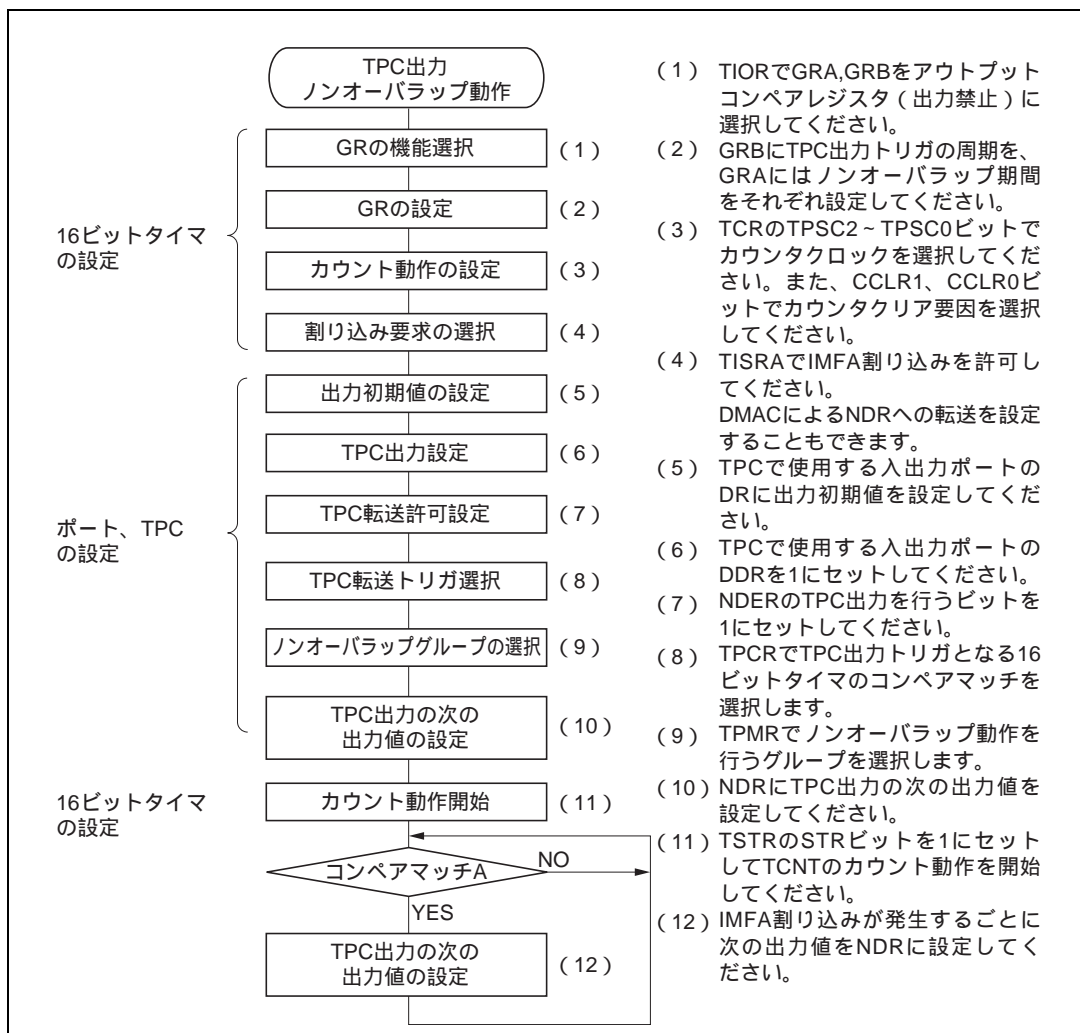 TPC出力
ノンオーバラップ動作
16ビットタイマ
の設定
GRの機能選択
(1)
GRの設定
(2)
カウント動作の設定
(3)
割り込み要求の選択
(4)
ポート、TPC
の設定
出力初期値の設定
(5)
TPC出力設定
(6)
TPC転送許可設定
(7)
TPC転送トリガ選択
(8)
ノンオーバラップグループの選択
(9)
TPC出力の次の
出力値の設定
(10)
16ビットタイマ
の設定
カウント動作開始
(11)
コンペアマッチA
NO
YES
TPC出力の次の
出力値の設定
(12)
(1) TIORでGRA,GRBをアウトプット
コンペアレジスタ(出力禁止)に
選択してください。
(2) GRBにTPC出力トリガの周期を、
GRAにはノンオーバラップ期間
をそれぞれ設定してください。
(3) TCRのTPSC2~TPSC0ビットで
カウンタクロックを選択してくだ
さい。また、CCLR1、CCLR0ビ
ットでカウンタクリア要因を選択
してください。
(4) TISRAでIMFA割り込みを許可し
てください。
DMACによるNDRへの転送を設定
することもできます。
(5) TPCで使用する入出力ポートの
DRに出力初期値を設定してくだ
さい。
(6) TPCで使用する入出力ポートの
DDRを1にセットしてください。
(7) NDERのTPC出力を行うビットを
1にセットしてください。
(8) TPCRでTPC出力トリガとなる16
ビットタイマのコンペアマッチを
選択します。
(9) TPMRでノンオーバラップ動作を
行うグループを選択します。
(10) NDRにTPC出力の次の出力値を
設定してください。
(11) TSTRのSTRビットを1にセット
してTCNTのカウント動作を開始
してください。
(12) IMFA割り込みが発生するごとに
次の出力値をNDRに設定してく
ださい。